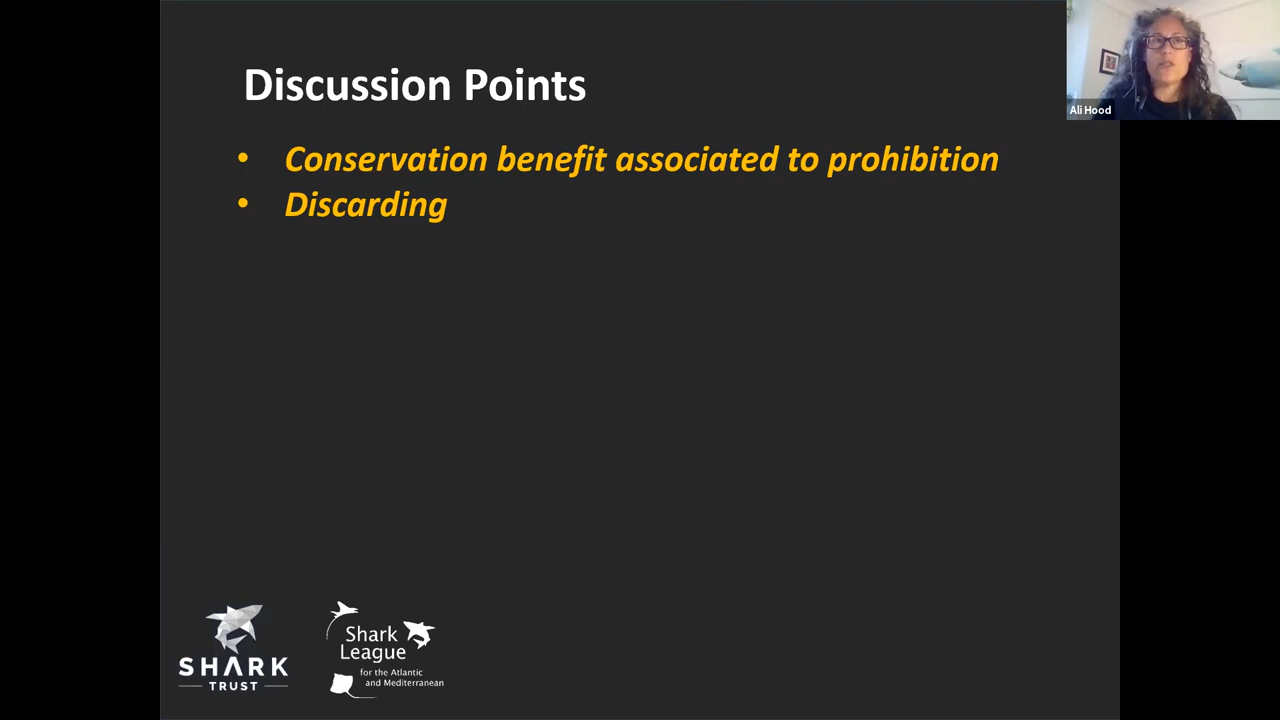 Discussion Points
• Conservation benefit associated to prohibition
• Discarding
Ali Hood
SHARK
TRUST
Shark
League
for the Atlantic
and Mediterranean